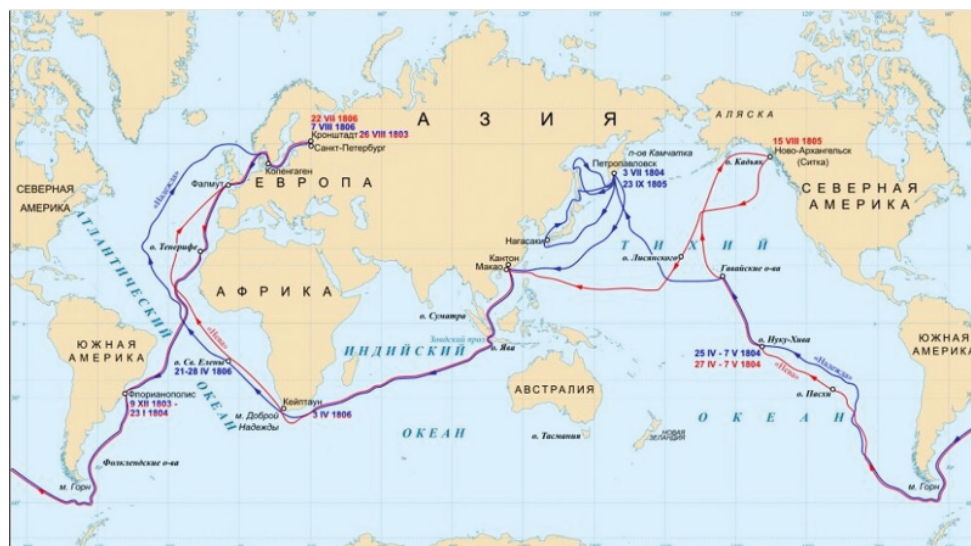 22 VII 1806
7 VIII 1806
Кронштадт 26 VIII 1803
Санкт-Петербург
А З И Я
АЛЯСКА
15 VIII 1805
Ново-Архангельск
(Ситка)
о. Кадьяк
п-ов Камчатка
Петропавловск
3 VII 1804
23 IX 1805
Копенгаген
Фалмут
ЕВРОПА
«Надежда»
СЕВЕРНАЯ
АМЕРИКА
СЕВЕРНАЯ
АМЕРИКА
АТЛАНТИЧЕСКИЙ
о. Тенерифе
Нагасаки
Кантон
Макао
ТИХИЙ
о. Лисянского
Гавайские о-ва
АФРИКА
о. Суматра
Зондский прол.
о. Ява
ИНДИЙСКИЙ
«Нева»
ЮЖНАЯ
АМЕРИКА
о. Св. Елены
21-28 IV 1806
ОКЕАН
о. Нуку-Хива
25 IV - 7 V 1804
27 IV - 7 V 1804
«Надежда»
«Нева»
о. Пасхи
ЮЖНАЯ
АМЕРИКА
АВСТРАЛИЯ
Флорианополис
9 XII 1803 -
23 I 1804
Кейптаун
м. Доброй
Надежды
3 IV 1806
ОКЕАН
о. Тасмания
НОВАЯ
ЗЕЛАНДИЯ
ОКЕАН
Фолклендские о-ва
м. Горн
м. Горн